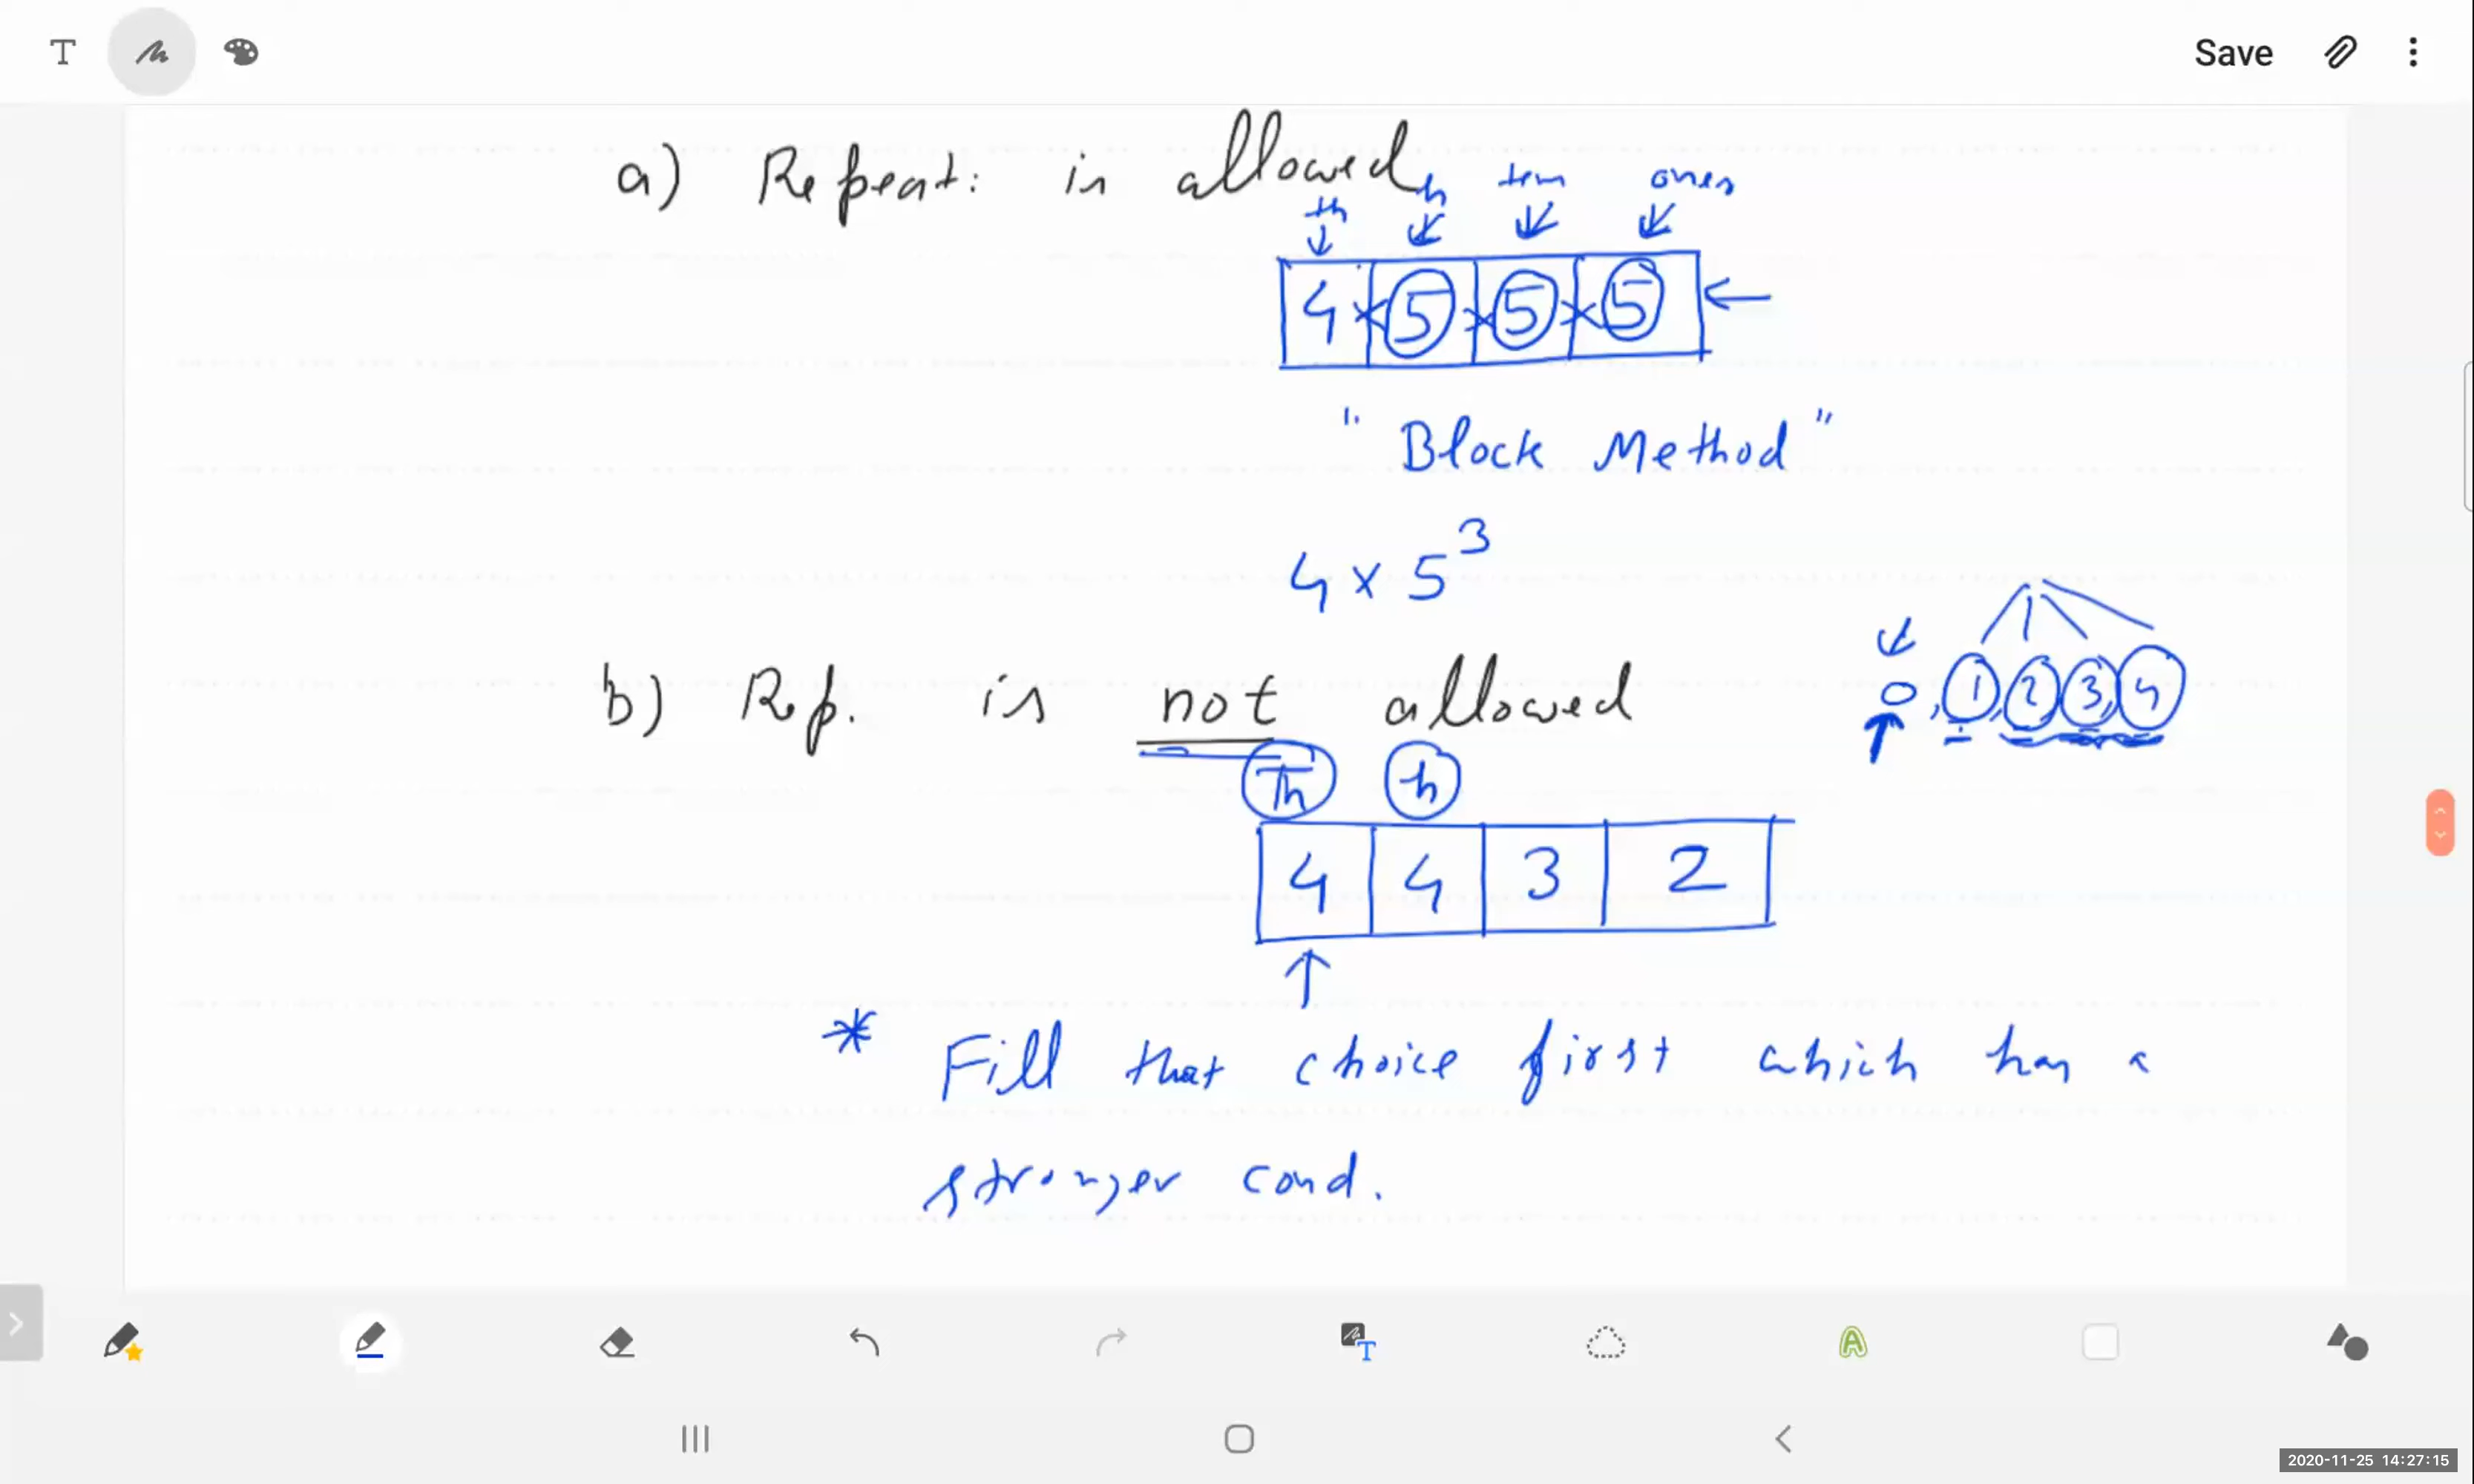 T Save
a) Repeat: is allowed
th h tens ones
4 × 5 × 5 × 5
" Block Method "
4 × 5³
b) Rep. is not allowed
0, 1, 2, 3, 4
Th h
4 4 3 2
* Fill that choice first which has a
stronger cond.
T A
2020-11-25 14:27:15